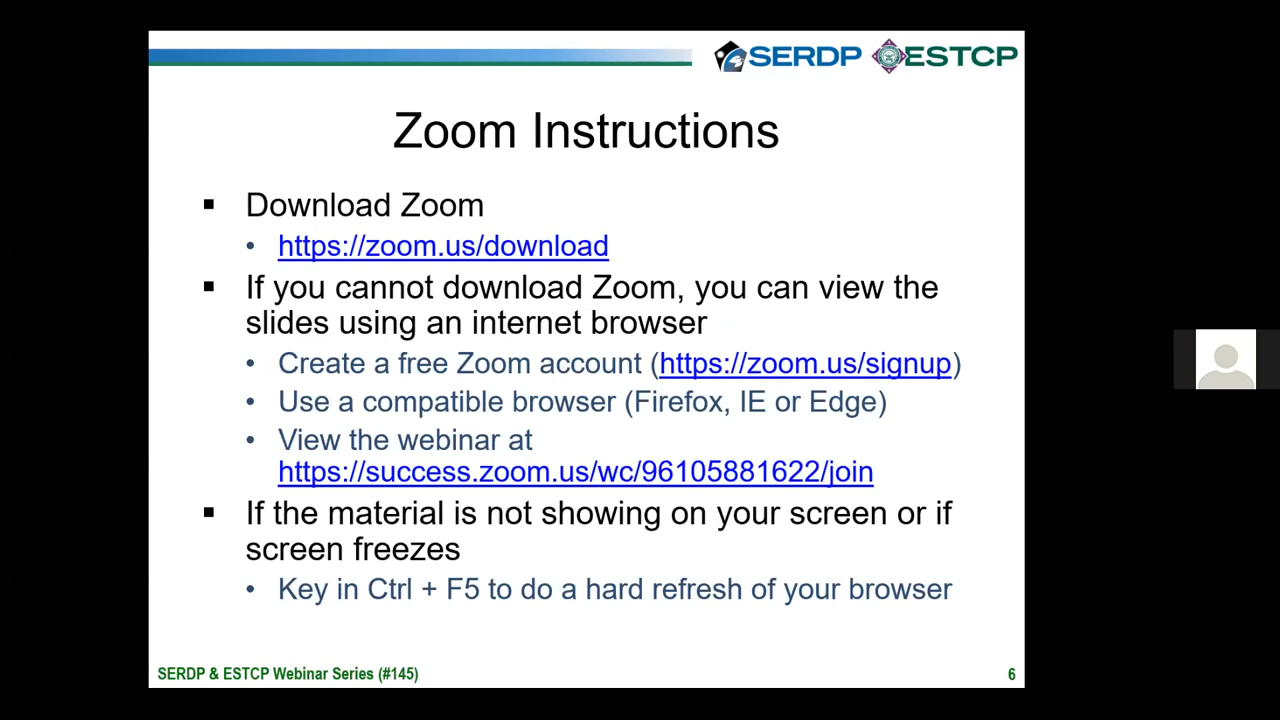 SERDP ESTCP
Zoom Instructions
▪ Download Zoom
• https://zoom.us/download
▪ If you cannot download Zoom, you can view the
slides using an internet browser
• Create a free Zoom account (https://zoom.us/signup)
• Use a compatible browser (Firefox, IE or Edge)
• View the webinar at
https://success.zoom.us/wc/96105881622/join
▪ If the material is not showing on your screen or if
screen freezes
• Key in Ctrl + F5 to do a hard refresh of your browser
SERDP & ESTCP Webinar Series (#145) 6